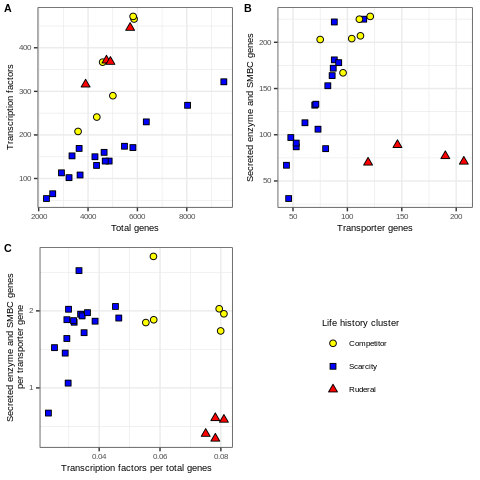 A
Transcription factors
400
300
200
100
2000 4000 6000 8000
Total genes
B
Secreted enzyme and SMBC genes
200
150
100
50
50 100 150 200
Transporter genes
C
Secreted enzyme and SMBC genes
per transporter gene
2
1
0.04 0.06 0.08
Transcription factors per total genes
Life history cluster
Competitor
Scarcity
Ruderal